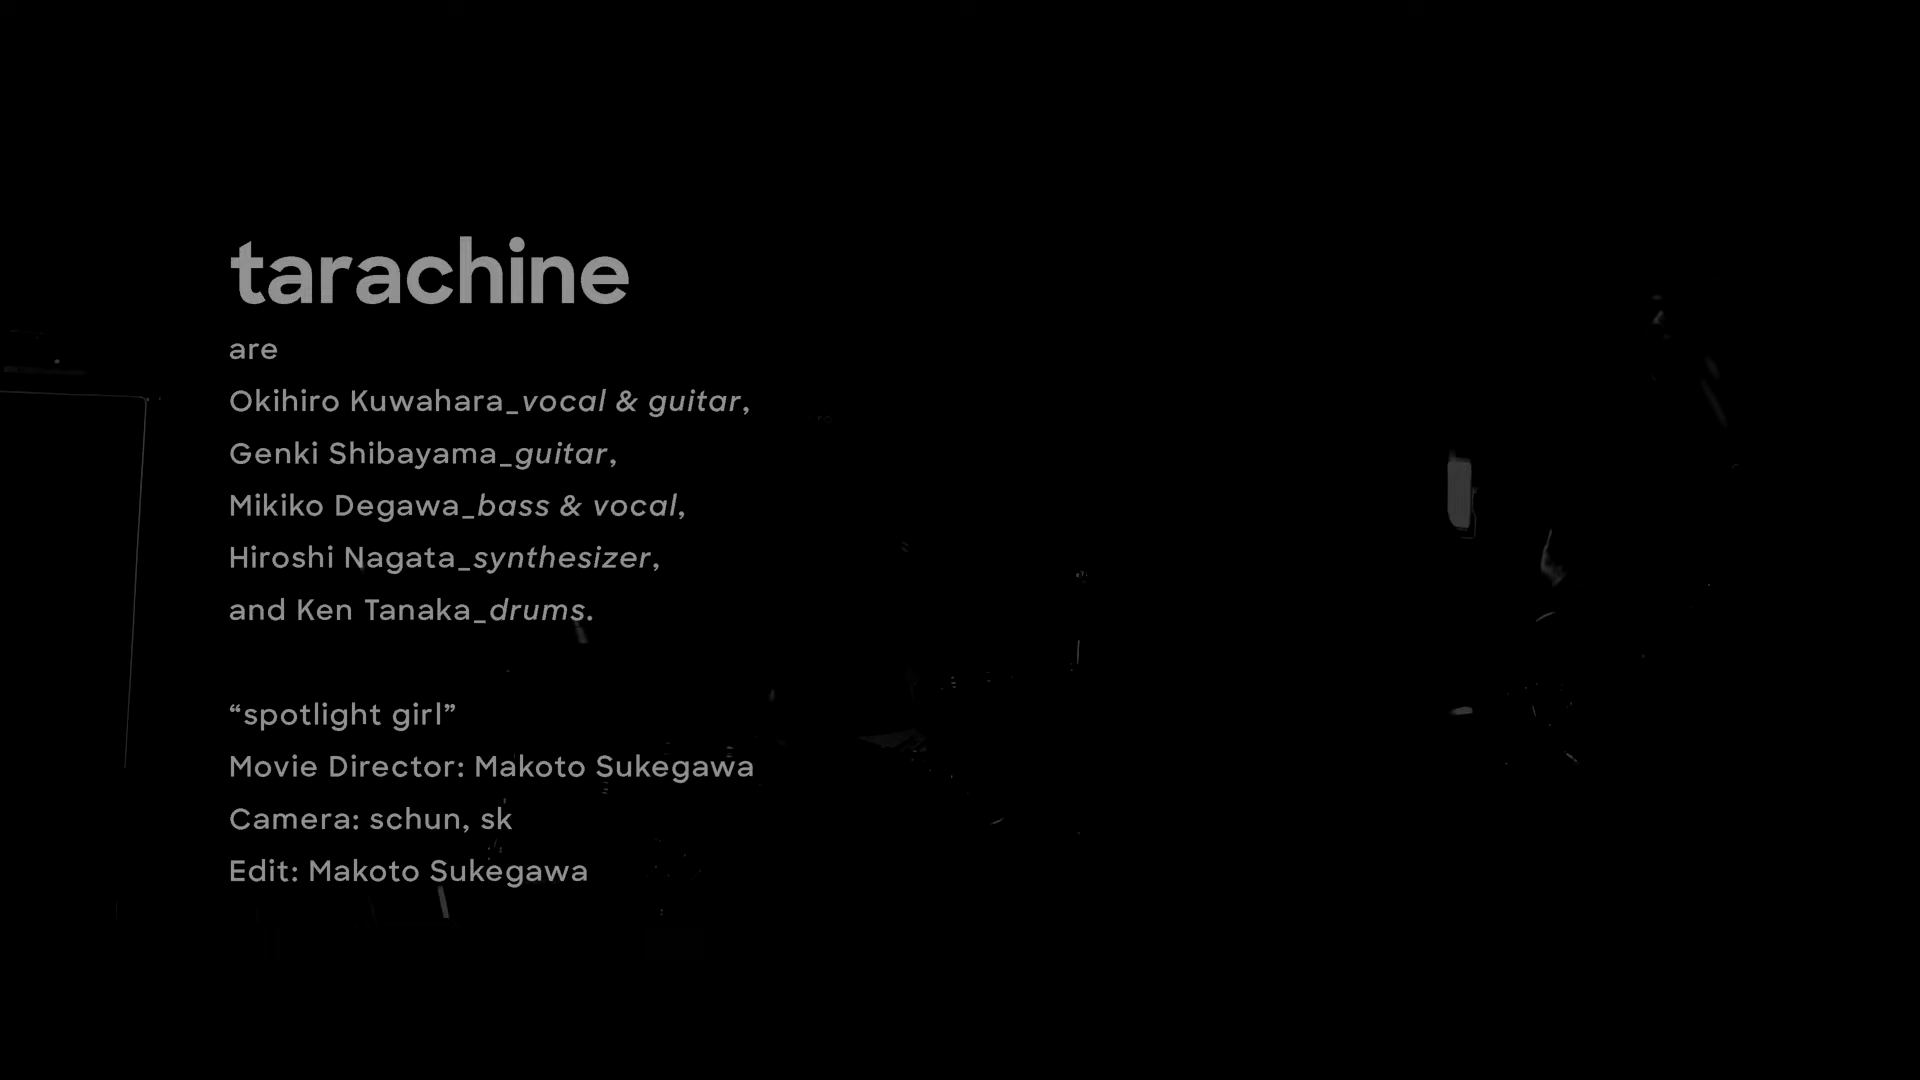 tarachine
are
Okihiro Kuwahara_vocal & guitar,
Genki Shibayama_guitar,
Mikiko Degawa_bass & vocal,
Hiroshi Nagata_synthesizer,
and Ken Tanaka_drums.
“spotlight girl”
Movie Director: Makoto Sukegawa
Camera: schun, sk
Edit: Makoto Sukegawa